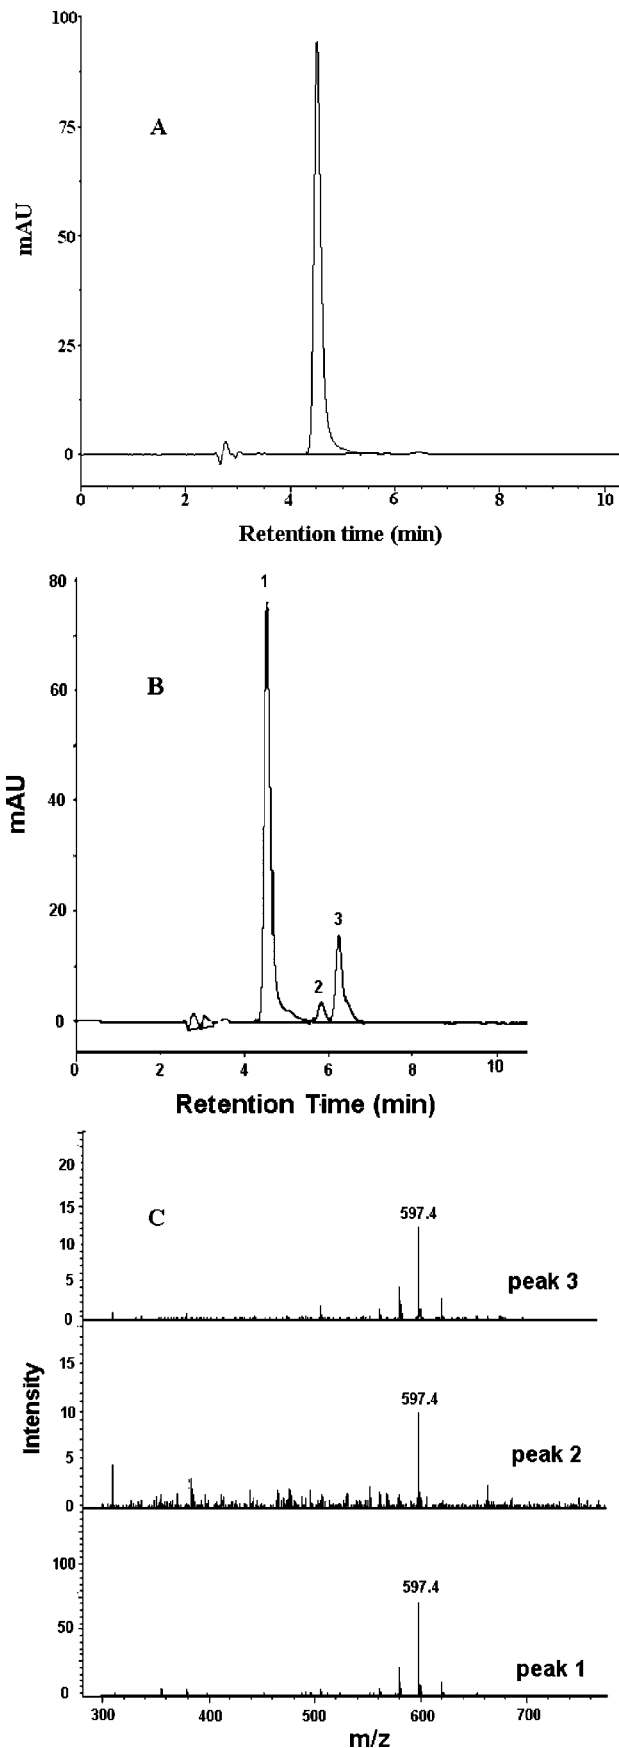 100
A
75
mAU
50
25
0
0 2 4 6 8 10
Retention time (min)
80
1
B
60
mAU
40
20
3
2
0
0 2 4 6 8 10
Retention Time (min)
20
C
15
597.4
10
5
peak 3
0
Intensity
15
597.4
10
5
peak 2
0
100
597.4
50
peak 1
0
300 400 500 600 700
m/z